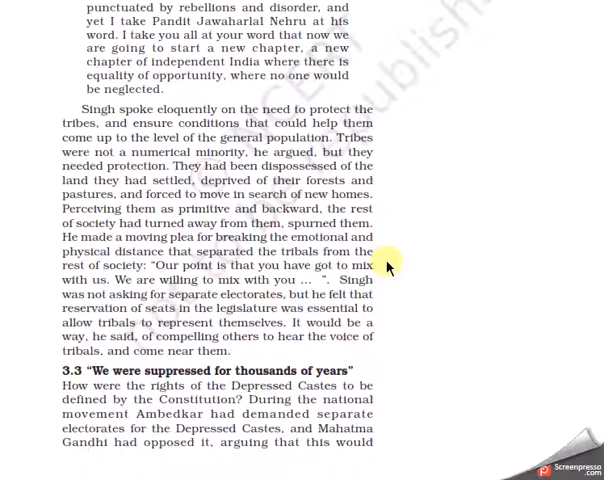 punctuated by rebellions and disorder, and
yet I take Pandit Jawaharlal Nehru at his
word. I take you all at your word that now we
are going to start a new chapter, a new
chapter of independent India where there is
equality of opportunity, where no one would
be neglected.
Singh spoke eloquently on the need to protect the
tribes, and ensure conditions that could help them
come up to the level of the general population. Tribes
were not a numerical minority, he argued, but they
needed protection. They had been dispossessed of the
land they had settled, deprived of their forests and
pastures, and forced to move in search of new homes.
Perceiving them as primitive and backward, the rest
of society had turned away from them, spurned them.
He made a moving plea for breaking the emotional and
physical distance that separated the tribals from the
rest of society: “Our point is that you have got to mix
with us. We are willing to mix with you … ”. Singh
was not asking for separate electorates, but he felt that
reservation of seats in the legislature was essential to
allow tribals to represent themselves. It would be a
way, he said, of compelling others to hear the voice of
tribals, and come near them.
3.3 “We were suppressed for thousands of years”
How were the rights of the Depressed Castes to be
defined by the Constitution? During the national
movement Ambedkar had demanded separate
electorates for the Depressed Castes, and Mahatma
Gandhi had opposed it, arguing that this would
© NCERT
not to be republished
Screenpresso
.com